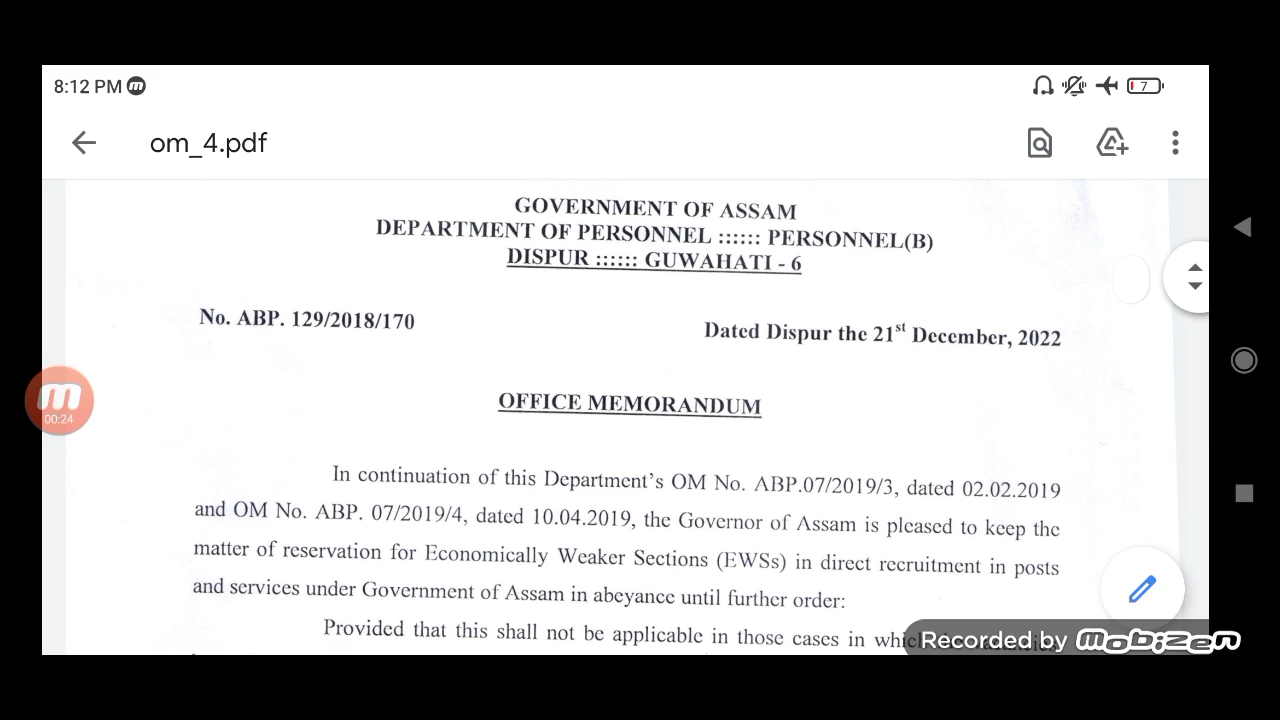 8:12 PM
7
om_4.pdf
GOVERNMENT OF ASSAM
DEPARTMENT OF PERSONNEL :::::: PERSONNEL(B)
DISPUR :::::: GUWAHATI - 6
No. ABP. 129/2018/170
Dated Dispur the 21st December, 2022
00:24
OFFICE MEMORANDUM
In continuation of this Department's OM No. ABP.07/2019/3, dated 02.02.2019
and OM No. ABP. 07/2019/4, dated 10.04.2019, the Governor of Assam is pleased to keep the
matter of reservation for Economically Weaker Sections (EWSs) in direct recruitment in posts
and services under Government of Assam in abeyance until further order:
Provided that this shall not be applicable in those cases in which
Recorded by mobizen